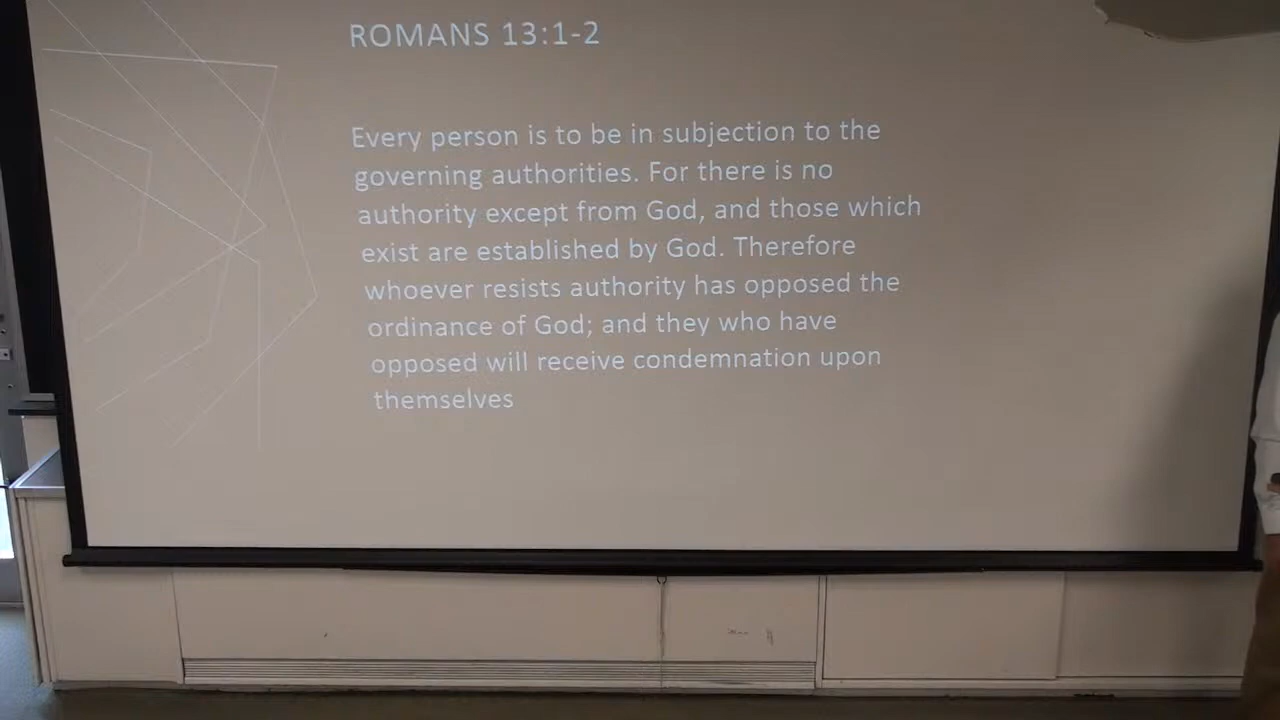 ROMANS 13:1-2
Every person is to be in subjection to the
governing authorities. For there is no
authority except from God, and those which
exist are established by God. Therefore
whoever resists authority has opposed the
ordinance of God; and they who have
opposed will receive condemnation upon
themselves